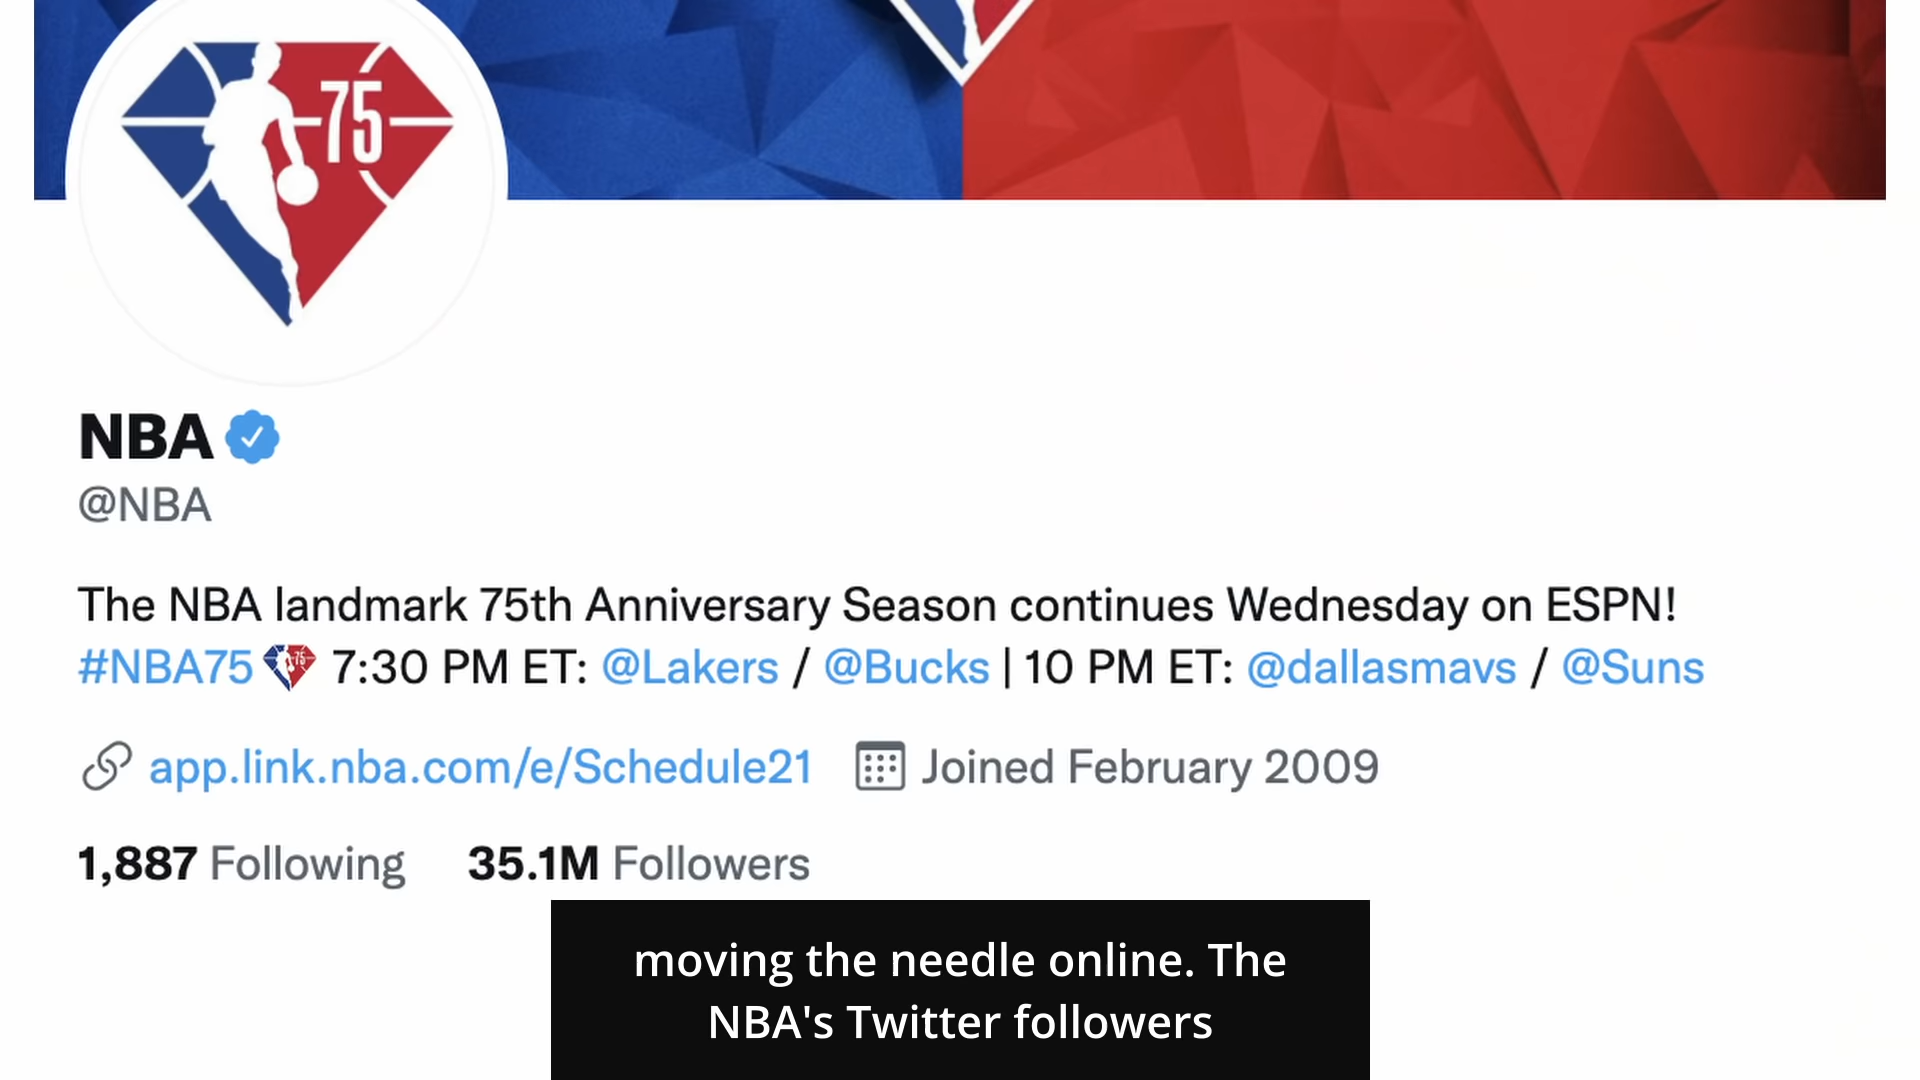 75
NBA
@NBA
The NBA landmark 75th Anniversary Season continues Wednesday on ESPN!
#NBA75 75 7:30 PM ET: @Lakers / @Bucks | 10 PM ET: @dallasmavs / @Suns
app.link.nba.com/e/Schedule21 Joined February 2009
1,887 Following 35.1M Followers
moving the needle online. The
NBA's Twitter followers